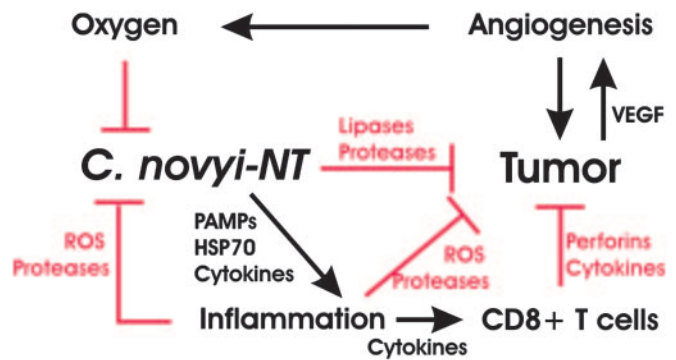 Oxygen
Angiogenesis
VEGF
Lipases
Proteases
C. novyi-NT
Tumor
PAMPs
HSP70
Cytokines
ROS
Proteases
ROS
Proteases
Perforins
Cytokines
Inflammation
CD8+ T cells
Cytokines